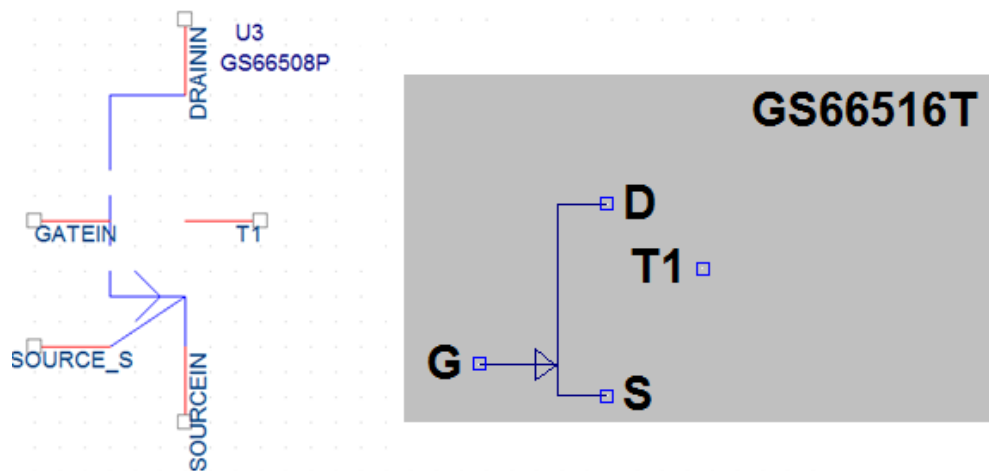 U3
GS66508P
DRAININ
GATEIN
T1
SOURCE_S
SOURCEIN
GS66516T
D
T1
G
S